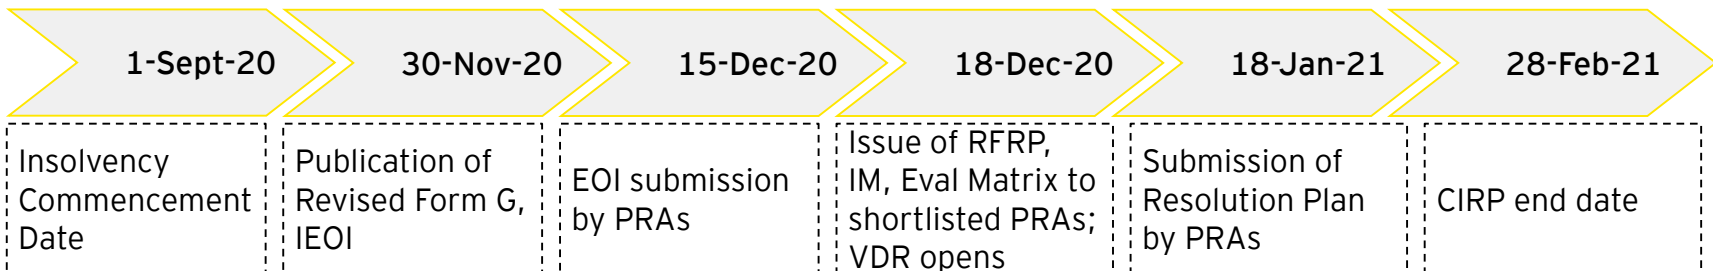 1-Sept-20
30-Nov-20
15-Dec-20
18-Dec-20
18-Jan-21
28-Feb-21
Insolvency
Commencement
Date
Publication of
Revised Form G,
IEOI
EOI submission
by PRAs
Issue of RFRP,
IM, Eval Matrix to
shortlisted PRAs;
VDR opens
Submission of
Resolution Plan
by PRAs
CIRP end date